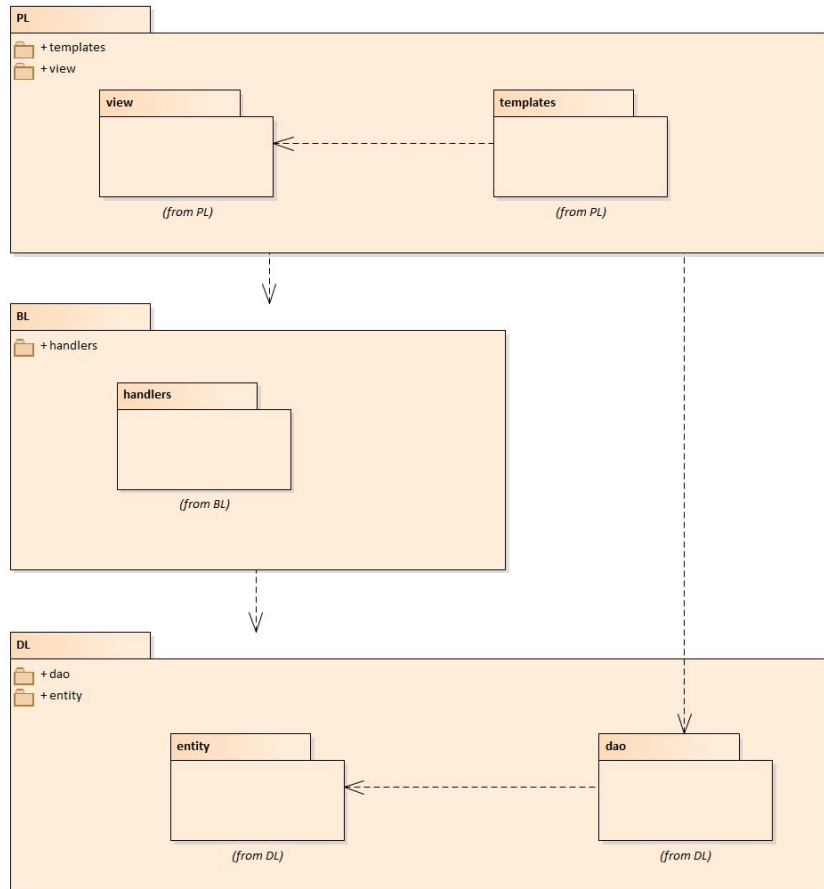 PL
+ templates
+ view
view
templates
(from PL)
(from PL)
BL
+ handlers
handlers
(from BL)
DL
+ dao
+ entity
entity
dao
(from DL)
(from DL)